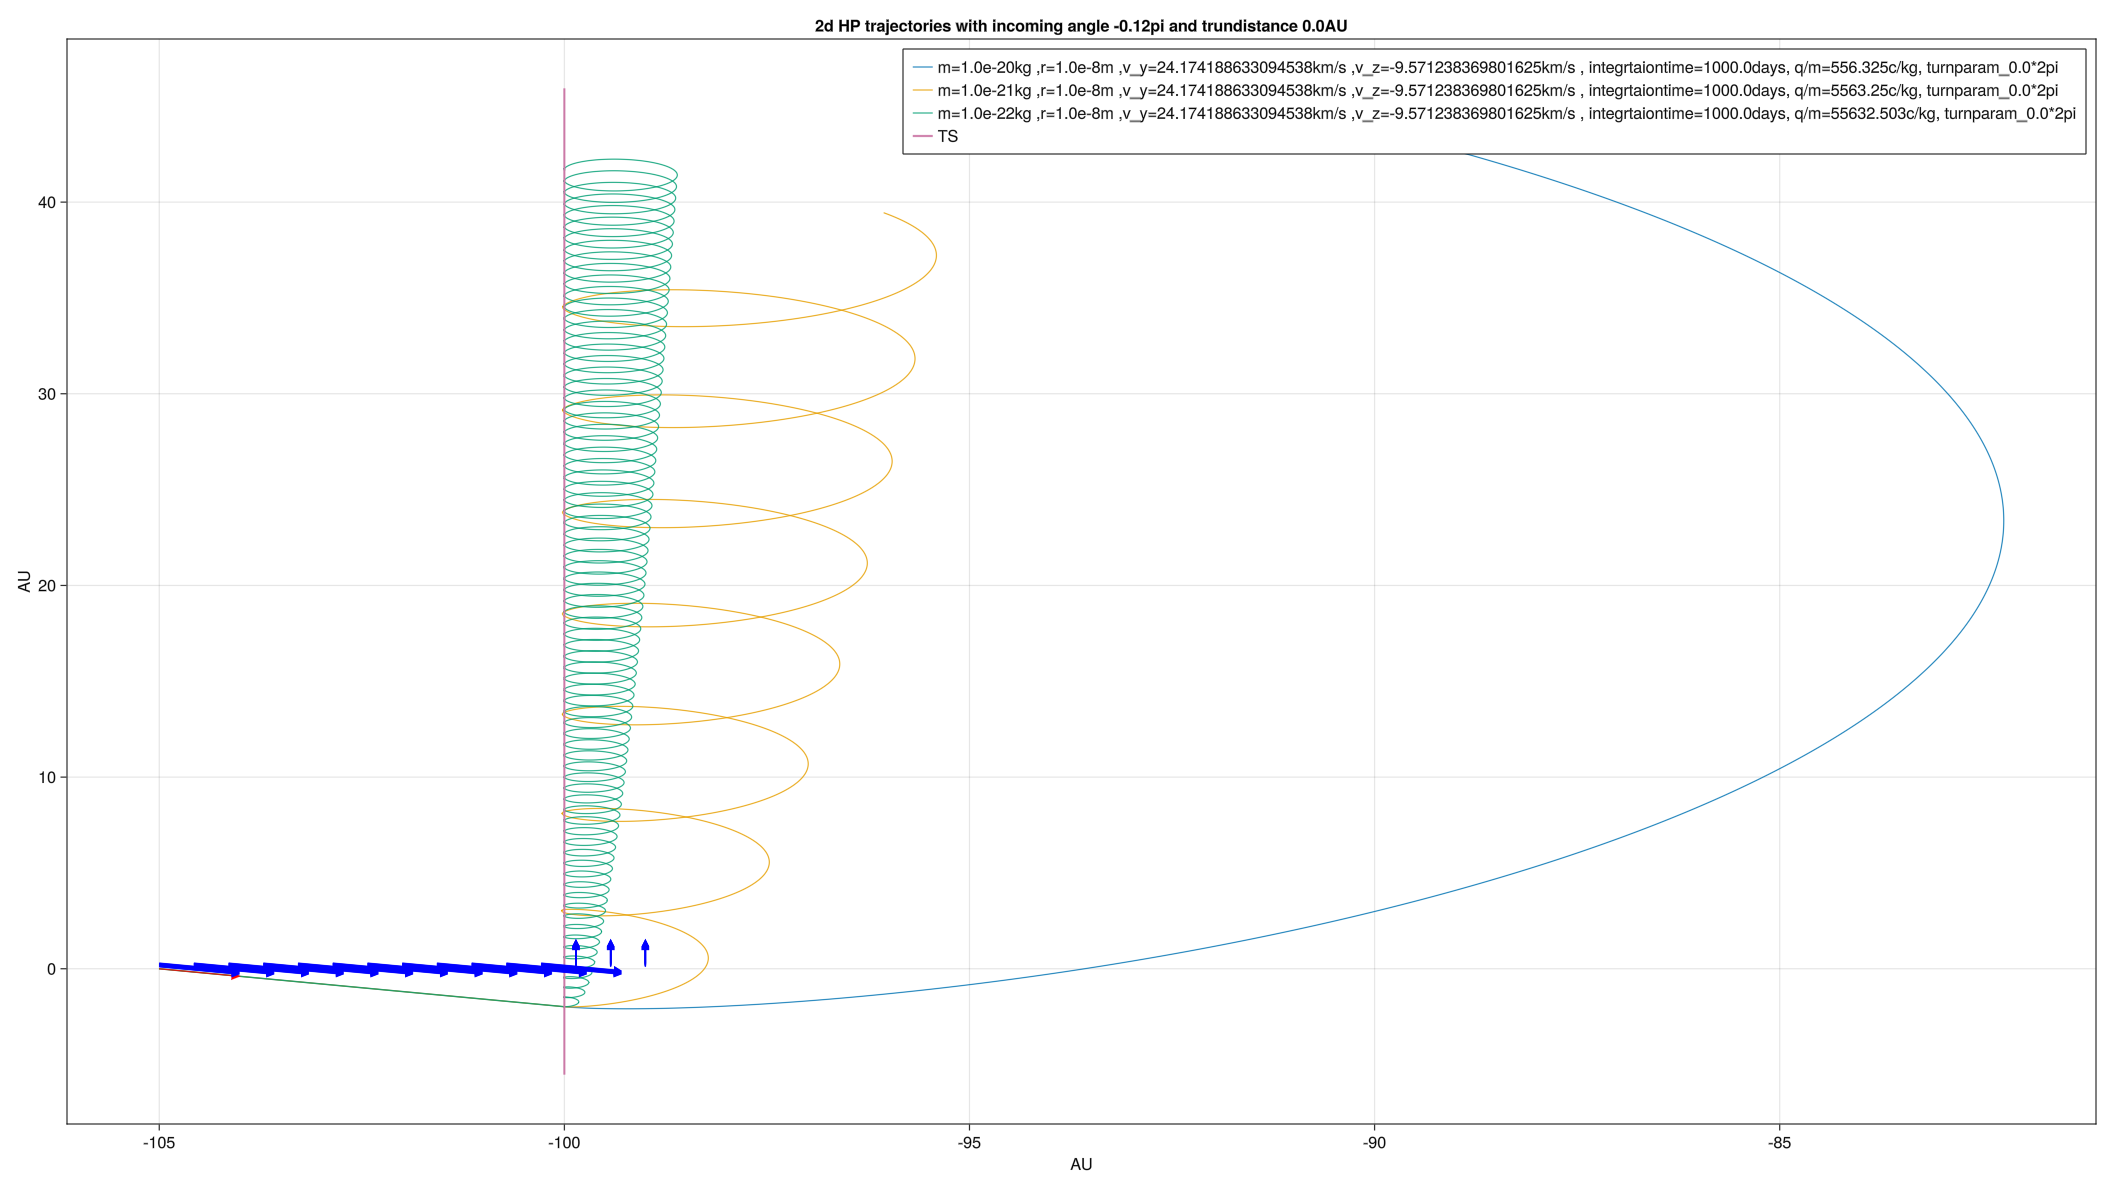 2d HP trajectories with incoming angle -0.12pi and trundistance 0.0AU
m=1.0e-20kg ,r=1.0e-8m ,v_y=24.174188633094538km/s ,v_z=-9.571238369801625km/s , integrtaiontime=1000.0days, q/m=556.325c/kg, turnparam_0.0*2pi
m=1.0e-21kg ,r=1.0e-8m ,v_y=24.174188633094538km/s ,v_z=-9.571238369801625km/s , integrtaiontime=1000.0days, q/m=5563.25c/kg, turnparam_0.0*2pi
m=1.0e-22kg ,r=1.0e-8m ,v_y=24.174188633094538km/s ,v_z=-9.571238369801625km/s , integrtaiontime=1000.0days, q/m=55632.503c/kg, turnparam_0.0*2pi
TS
40
30
20
10
0
AU
-105 -100 -95 -90 -85
AU